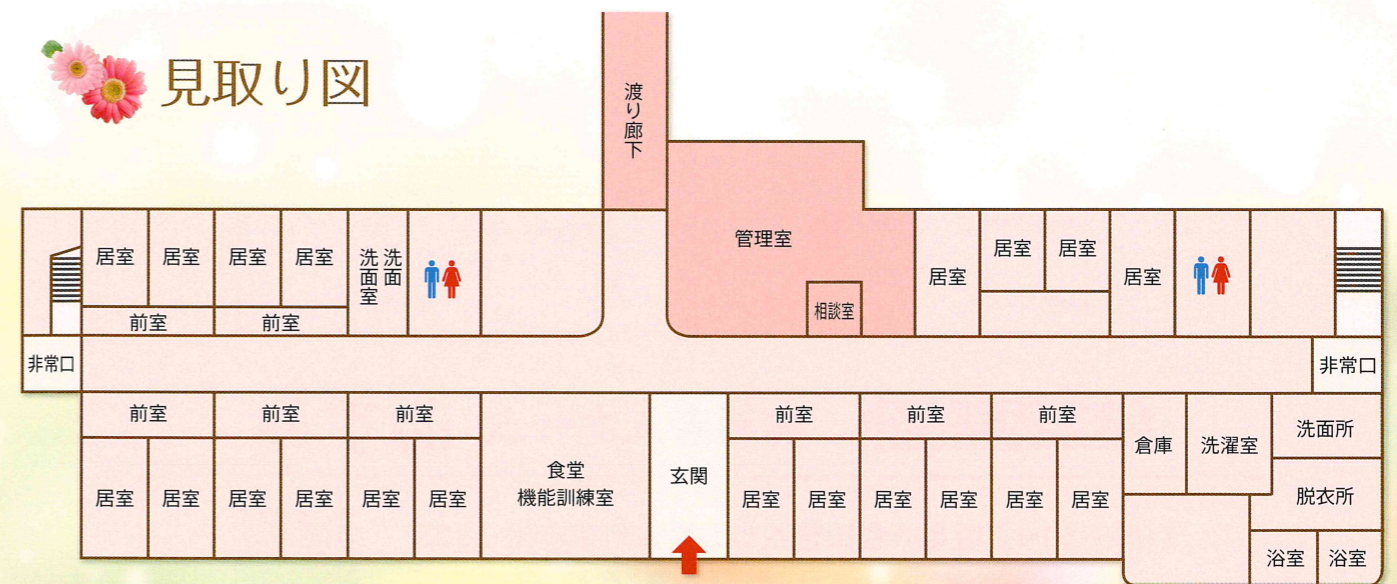 見取り図
渡り廊下
管理室
相談室
居室
居室
居室
居室
洗面
洗面室
居室
居室
居室
居室
前室
前室
非常口
非常口
前室
前室
前室
前室
前室
前室
居室
居室
居室
居室
居室
居室
食堂
機能訓練室
玄関
居室
居室
居室
居室
居室
居室
倉庫
洗濯室
洗面所
脱衣所
浴室
浴室